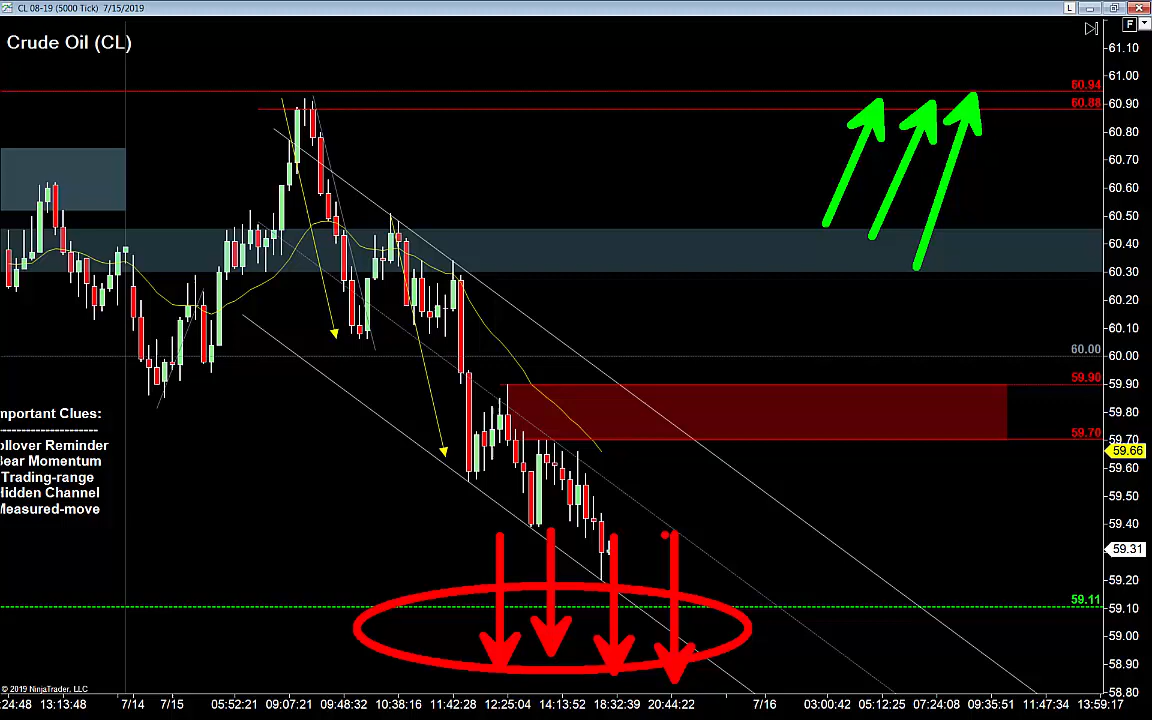 CL 08-19 (5000 Tick) 7/15/2019
L
F
Crude Oil (CL)
61.10
61.00
60.94
60.90
60.88
60.80
60.70
60.60
60.50
60.40
60.30
60.20
60.10
60.00
60.00
59.90
59.90
59.80
59.70
59.70
59.66
59.60
59.50
59.40
59.31
59.20
59.11
59.10
59.00
58.90
58.80
mportant Clues:
--------------------
ollover Reminder
Bear Momentum
Trading-range
Hidden Channel
Measured-move
© 2019 NinjaTrader, LLC
:24:48 13:13:48 7/14 7/15 05:52:21 09:07:21 09:48:32 10:38:16 11:42:28 12:25:04 14:13:52 18:32:39 20:44:22 7/16 03:00:42 05:12:25 07:24:08 09:35:51 11:47:34 13:59:17